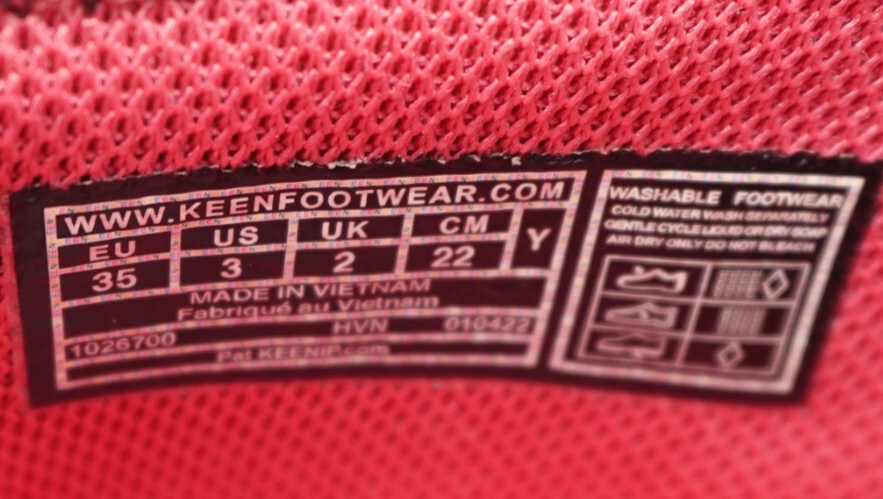 WWW.KEENFOOTWEAR.COM
EU US UK CM Y
35 3 2 22
MADE IN VIETNAM
Fabriqué au Vietnam
HVN 010422
1026700
Pat KEENIP.com
WASHABLE FOOTWEAR
COLD WATER WASH SEPARATELY
GENTLE CYCLE LIQUID OR DRY SOAP
AIR DRY ONLY DO NOT BLEACH